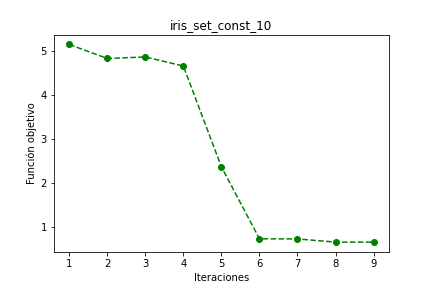 iris_set_const_10
Función objetivo
5
4
3
2
1
1 2 3 4 5 6 7 8 9
Iteraciones